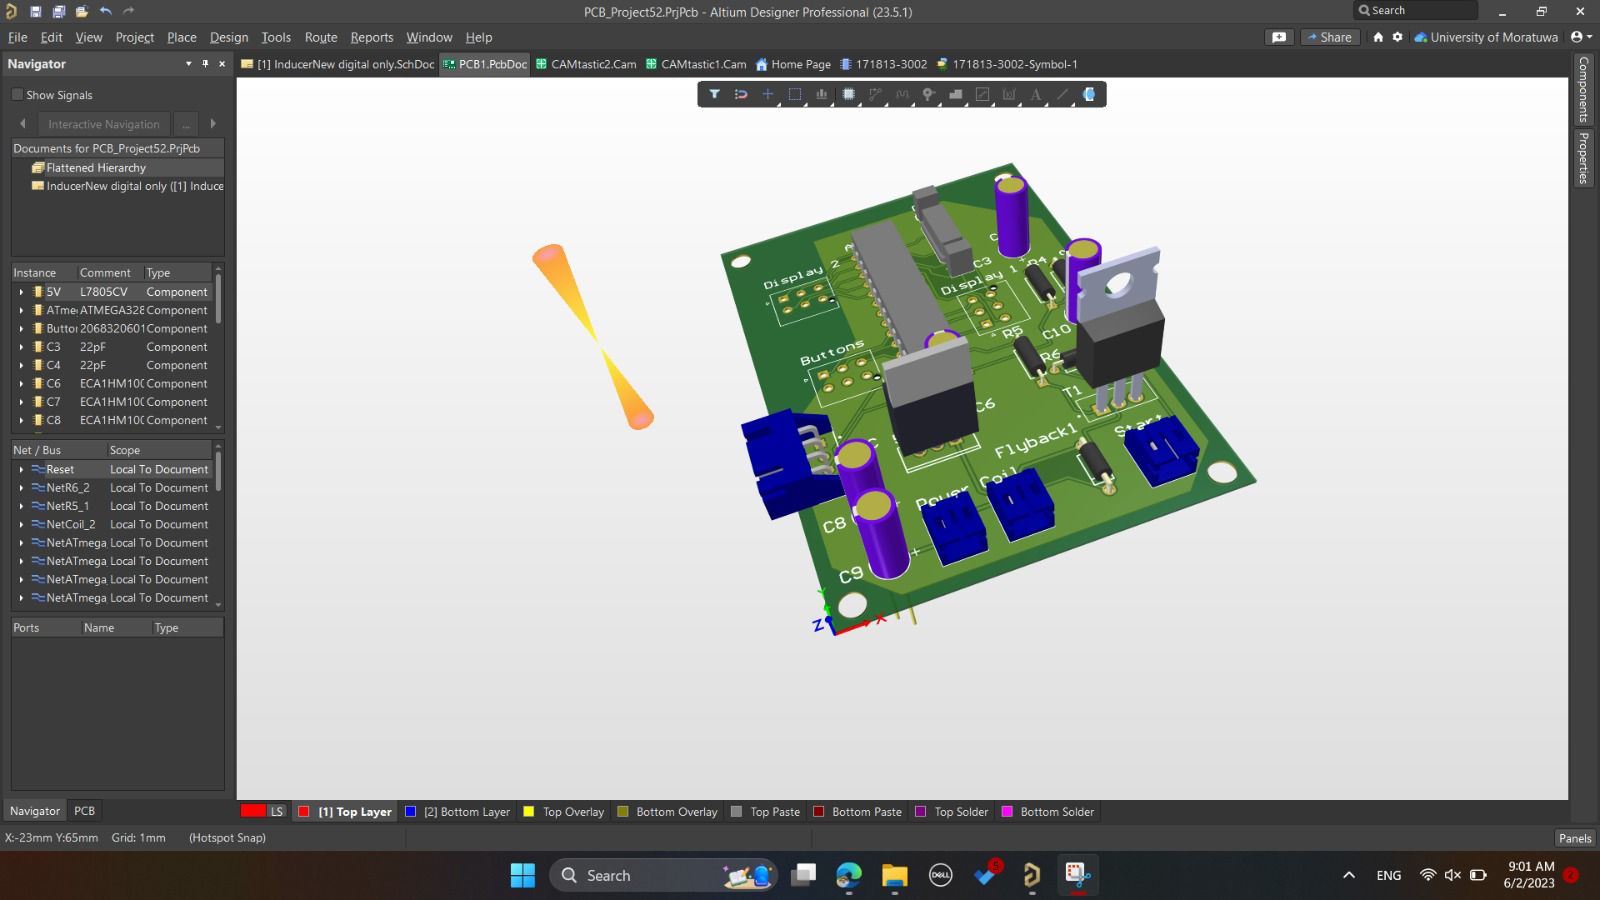 PCB_Project52.PrjPcb - Altium Designer Professional (23.5.1)
Search
File Edit View Project Place Design Tools Route Reports Window Help
Share
University of Moratuwa
Navigator
[1] InducerNew digital only.SchDoc
PCB1.PcbDoc
CAMtastic2.Cam
CAMtastic1.Cam
Home Page
171813-3002
171813-3002-Symbol-1
Show Signals
Interactive Navigation
...
Documents for PCB_Project52.PrjPcb
Flattened Hierarchy
InducerNew digital only ([1] Induce
Instance Comment Type
5V L7805CV Component
ATme ATMEGA328 Component
Buttor 2068320601 Component
C3 22pF Component
C4 22pF Component
C6 ECA1HM10( Component
C7 ECA1HM10( Component
C8 ECA1HM10( Component
Net / Bus Scope
Reset Local To Document
NetR6_2 Local To Document
NetR5_1 Local To Document
NetCoil_2 Local To Document
NetATmega Local To Document
NetATmega Local To Document
NetATmega Local To Document
NetATmega Local To Document
Ports Name Type
Components
Properties
Display 2
C3
Display 1
R4
Buttons
R5
C10
R6
T1
C6
Flyback1
Start
Power
Coil
C8
C9
X
Y
Z
Navigator PCB
LS
[1] Top Layer
[2] Bottom Layer
Top Overlay
Bottom Overlay
Top Paste
Bottom Paste
Top Solder
Bottom Solder
X:-23mm Y:65mm Grid: 1mm (Hotspot Snap)
Panels
Search
DELL
5
ENG
9:01 AM
6/2/2023
2